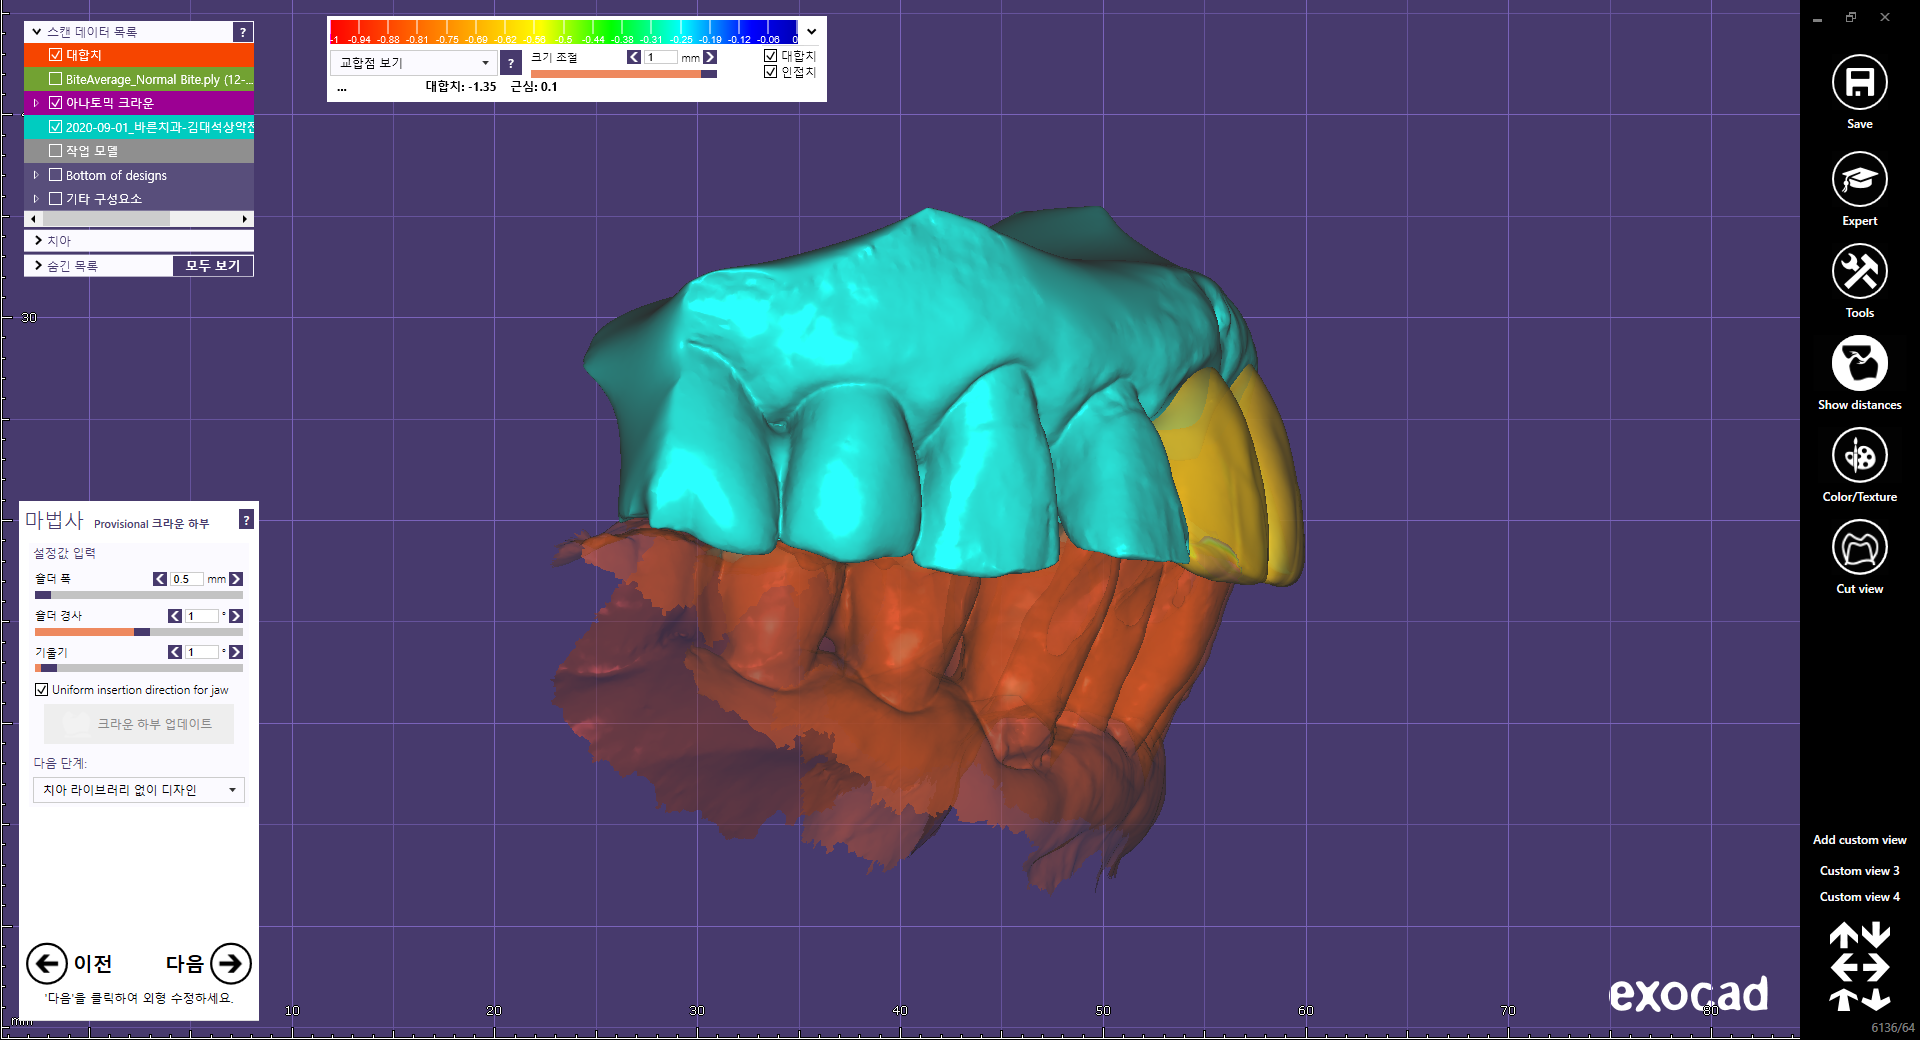 스캔 데이터 목록 ?
대합치
BiteAverage_Normal Bite.ply (12-...
아나토믹 크라운
2020-09-01_바른치과-김대석상악전
작업 모델
Bottom of designs
기타 구성요소
치아
숨긴 목록 모두 보기
-1 -0.94 -0.88 -0.81 -0.75 -0.69 -0.62 -0.56 -0.5 -0.44 -0.38 -0.31 -0.25 -0.19 -0.12 -0.06 0
교합점 보기 ?
크기 조절 1 mm
대합치
인접치
... 대합치: -1.35 근심: 0.1
30
마법사 Provisional 크라운 하부 ?
설정값 입력
숄더 폭 0.5 mm
숄더 경사 1 °
기울기 1 °
Uniform insertion direction for jaw
크라운 하부 업데이트
다음 단계:
치아 라이브러리 없이 디자인
이전 다음
'다음'을 클릭하여 외형 수정하세요.
mm 10 20 30 40 50 60 70 80
exocad
Save
Expert
Tools
Show distances
Color/Texture
Cut view
Add custom view
Custom view 3
Custom view 4
6136/64